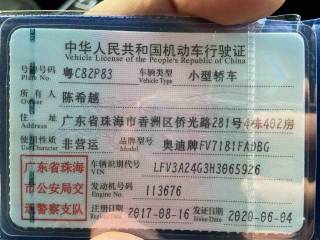 中华人民共和国机动车行驶证
Vehicle License of the People's Republic of China
号牌号码 粤C82P83 车辆类型 小型轿车
Plate No. Vehicle Type
所有人 陈希越
Owner
住址 广东省珠海市香洲区侨光路281号4栋402房
Address
使用性质 非营运 品牌型号 奥迪牌FV7181FADBG
Use Character Model
广东省珠海 车辆识别代号 LFV3A24G3H3065926
VIN
市公安局交 发动机号码 113676
Engine No.
通警察支队 注册日期 2017-08-16 发证日期 2020-06-04
Register Date Issue Date